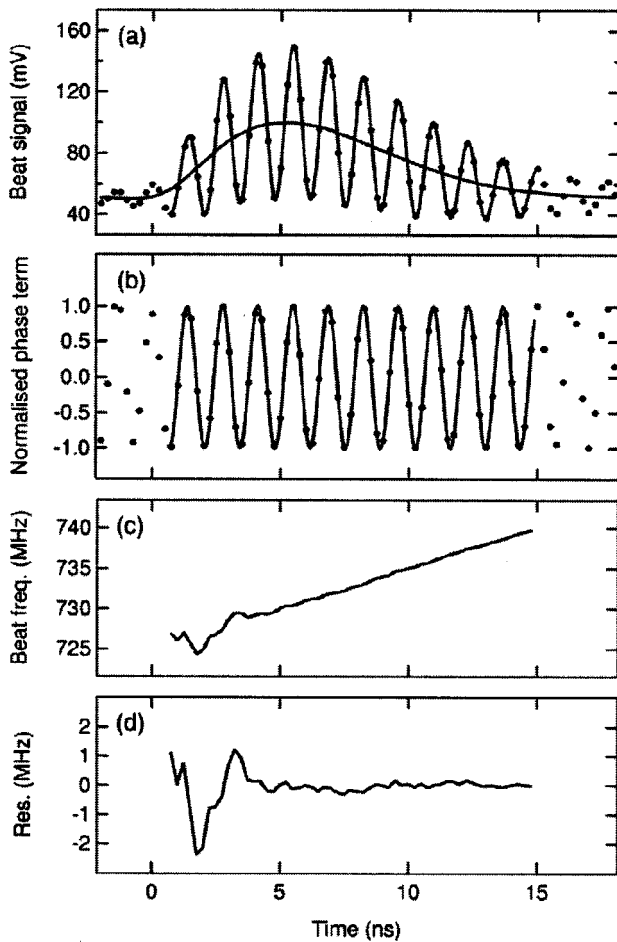 (a)
Beat signal (mV)
160
120
80
40
(b)
Normalised phase term
1.0
0.5
0.0
-0.5
-1.0
(c)
Beat freq. (MHz)
740
735
730
725
(d)
Res. (MHz)
2
1
0
-1
-2
0 5 10 15
Time (ns)